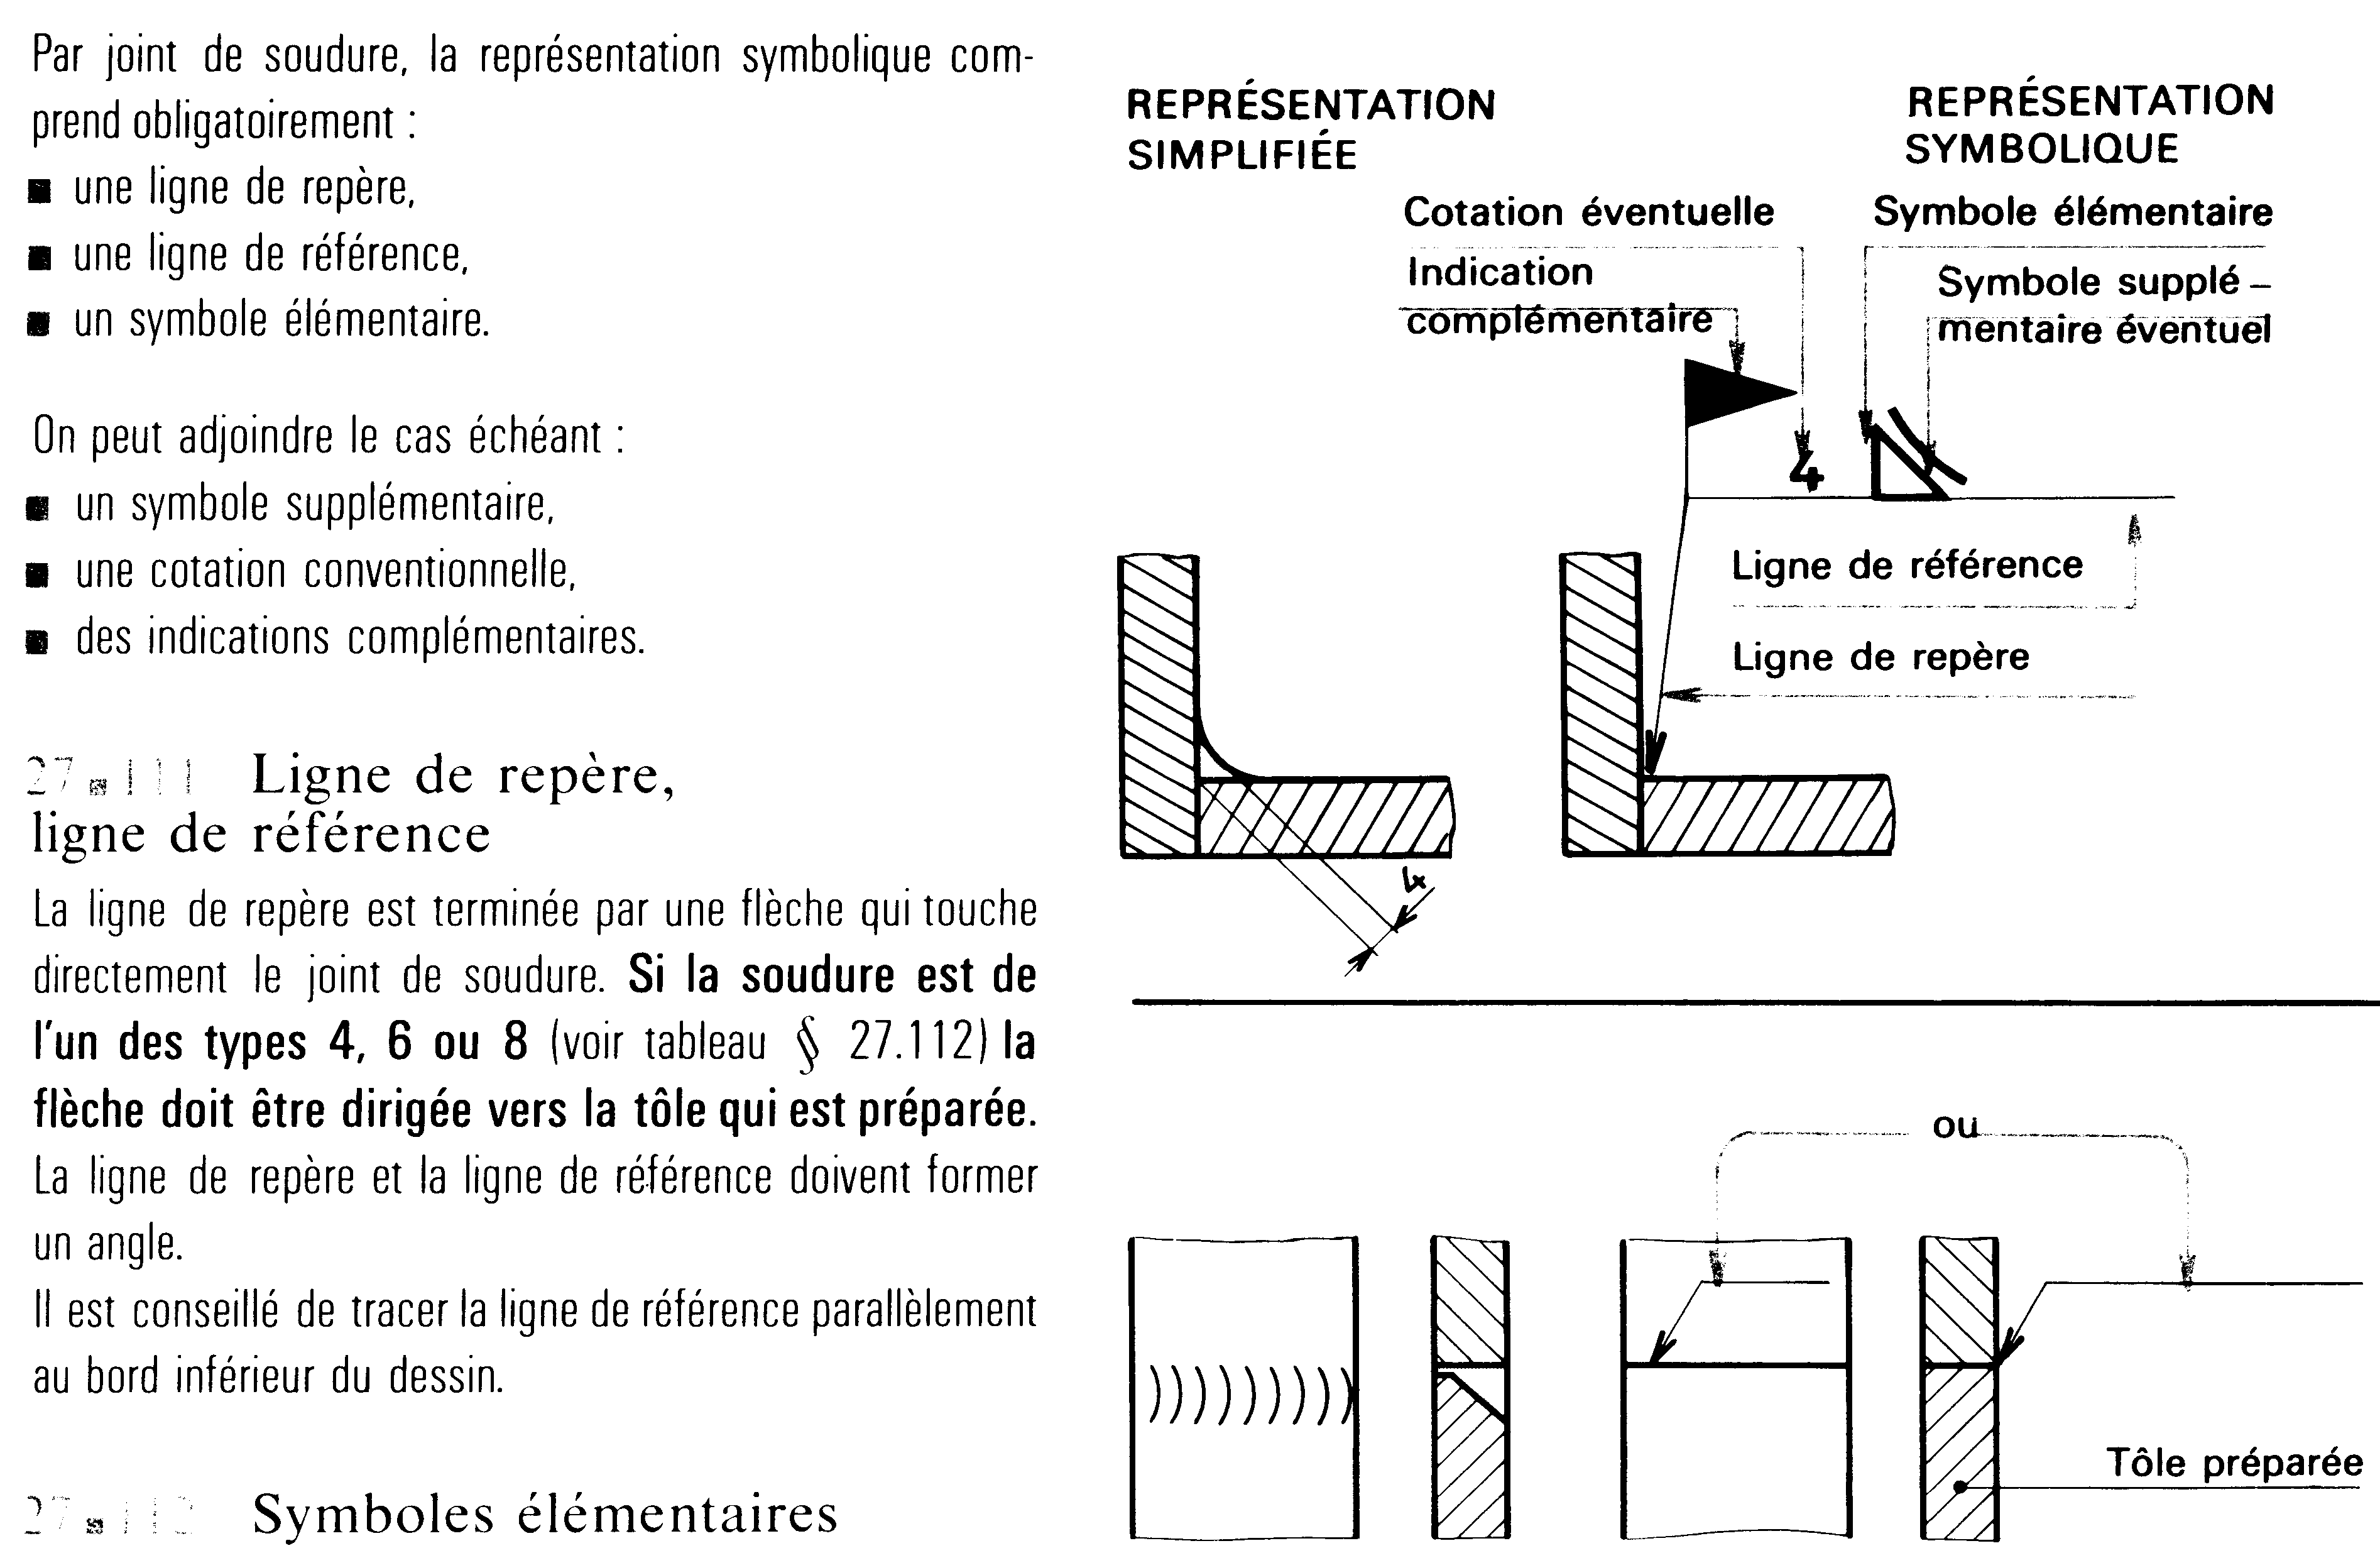 Par joint de soudure, la représentation symbolique com-
prend obligatoirement :
■ une ligne de repère,
■ une ligne de référence,
■ un symbole élémentaire.
On peut adjoindre le cas échéant :
■ un symbole supplémentaire,
■ une cotation conventionnelle,
■ des indications complémentaires.
27■111 Ligne de repère,
ligne de référence
La ligne de repère est terminée par une flèche qui touche
directement le joint de soudure. Si la soudure est de
l'un des types 4, 6 ou 8 (voir tableau § 27.112) la
flèche doit être dirigée vers la tôle qui est préparée.
La ligne de repère et la ligne de référence doivent former
un angle.
Il est conseillé de tracer la ligne de référence parallèlement
au bord inférieur du dessin.
27■112 Symboles élémentaires
REPRÉSENTATION
SIMPLIFIÉE
REPRÉSENTATION
SYMBOLIQUE
Cotation éventuelle
Indication
complémentaire
Symbole élémentaire
Symbole supplé –
mentaire éventuel
4
Ligne de référence
Ligne de repère
4
ou
Tôle préparée